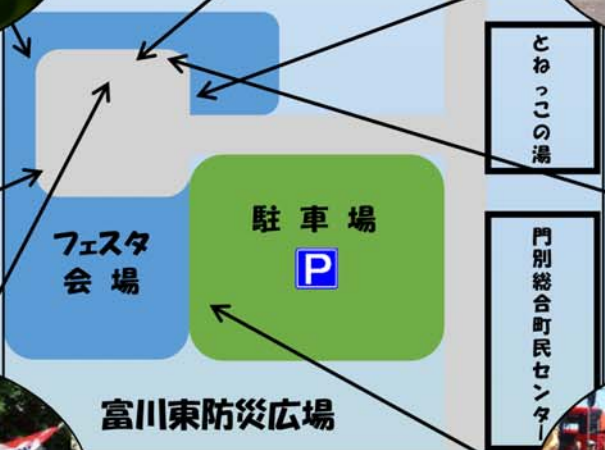 とねっこの湯
フェスタ
会場
駐車場
P
門別総合町民センター
富川東防災広場